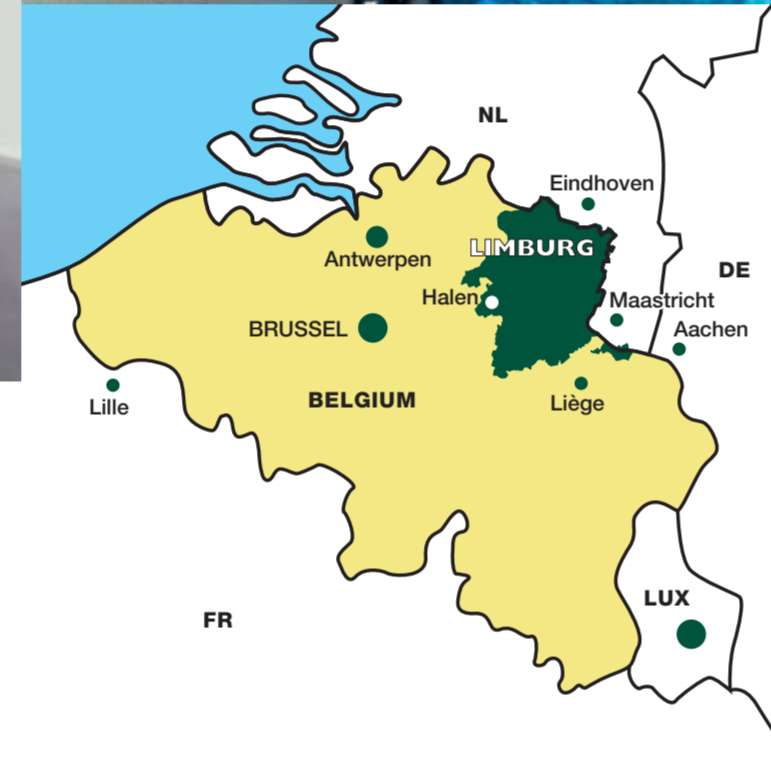 NL
Eindhoven
LIMBURG
Antwerpen
DE
Halen
Maastricht
BRUSSEL
Aachen
BELGIUM
Liège
Lille
LUX
FR